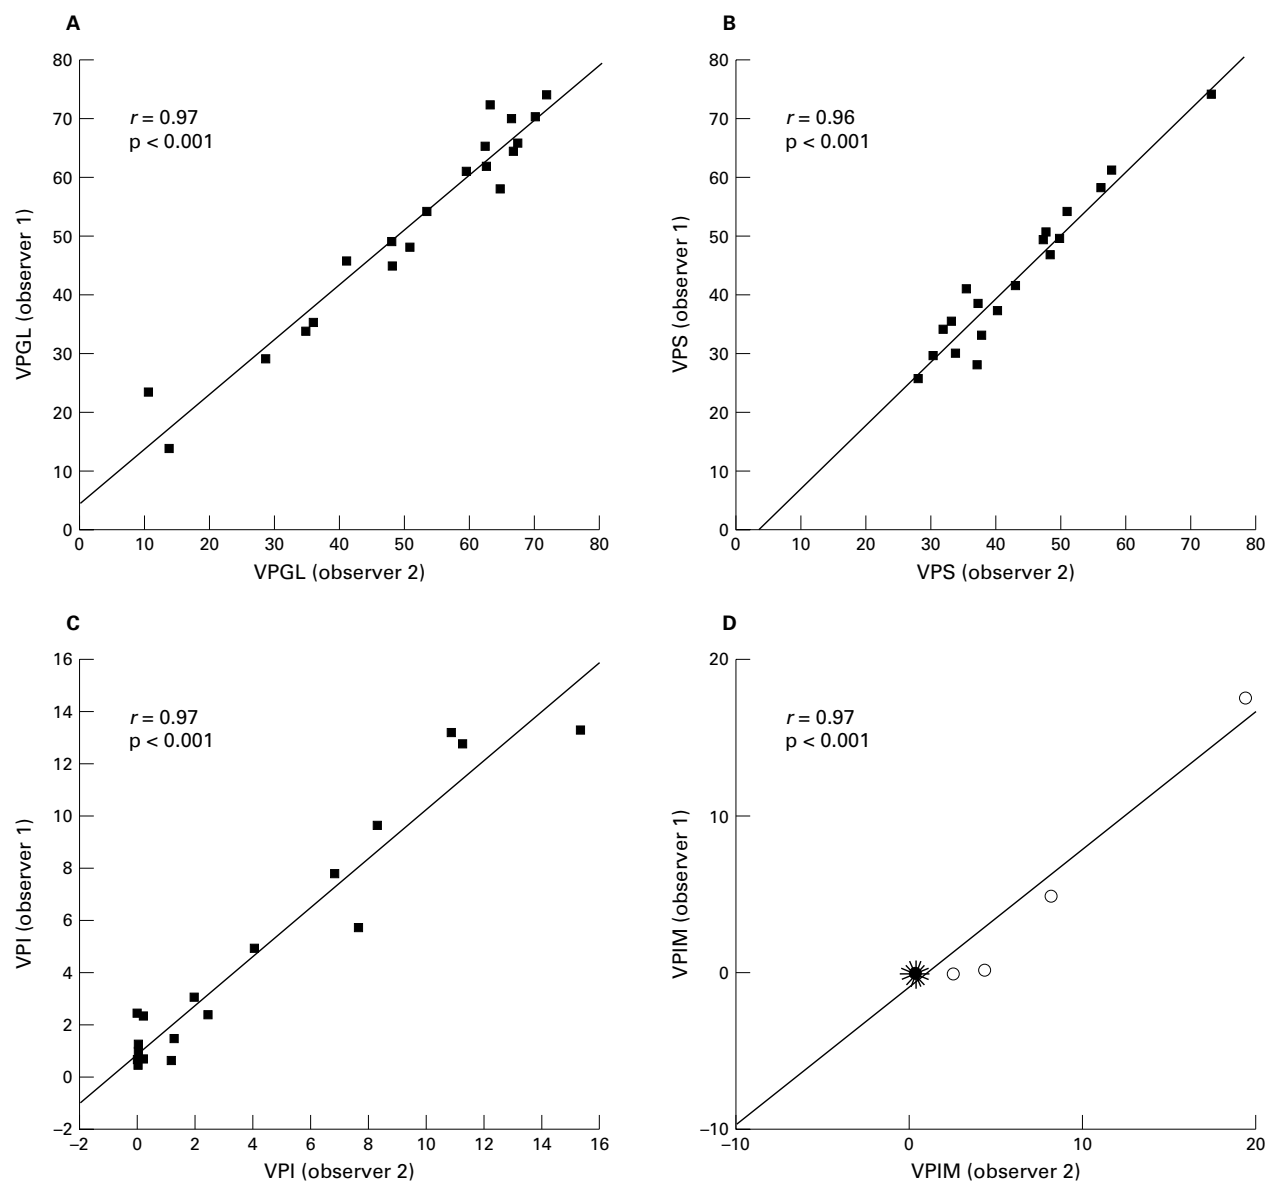 A
80
70
60
50
40
30
20
10
0
VPGL (observer 1)
r = 0.97
p < 0.001
0 10 20 30 40 50 60 70 80
VPGL (observer 2)
B
80
70
60
50
40
30
20
10
0
VPS (observer 1)
r = 0.96
p < 0.001
0 10 20 30 40 50 60 70 80
VPS (observer 2)
C
16
14
12
10
8
6
4
2
0
–2
VPI (observer 1)
r = 0.97
p < 0.001
–2 0 2 4 6 8 10 12 14 16
VPI (observer 2)
D
20
10
0
–10
VPIM (observer 1)
r = 0.97
p < 0.001
–10 0 10 20
VPIM (observer 2)